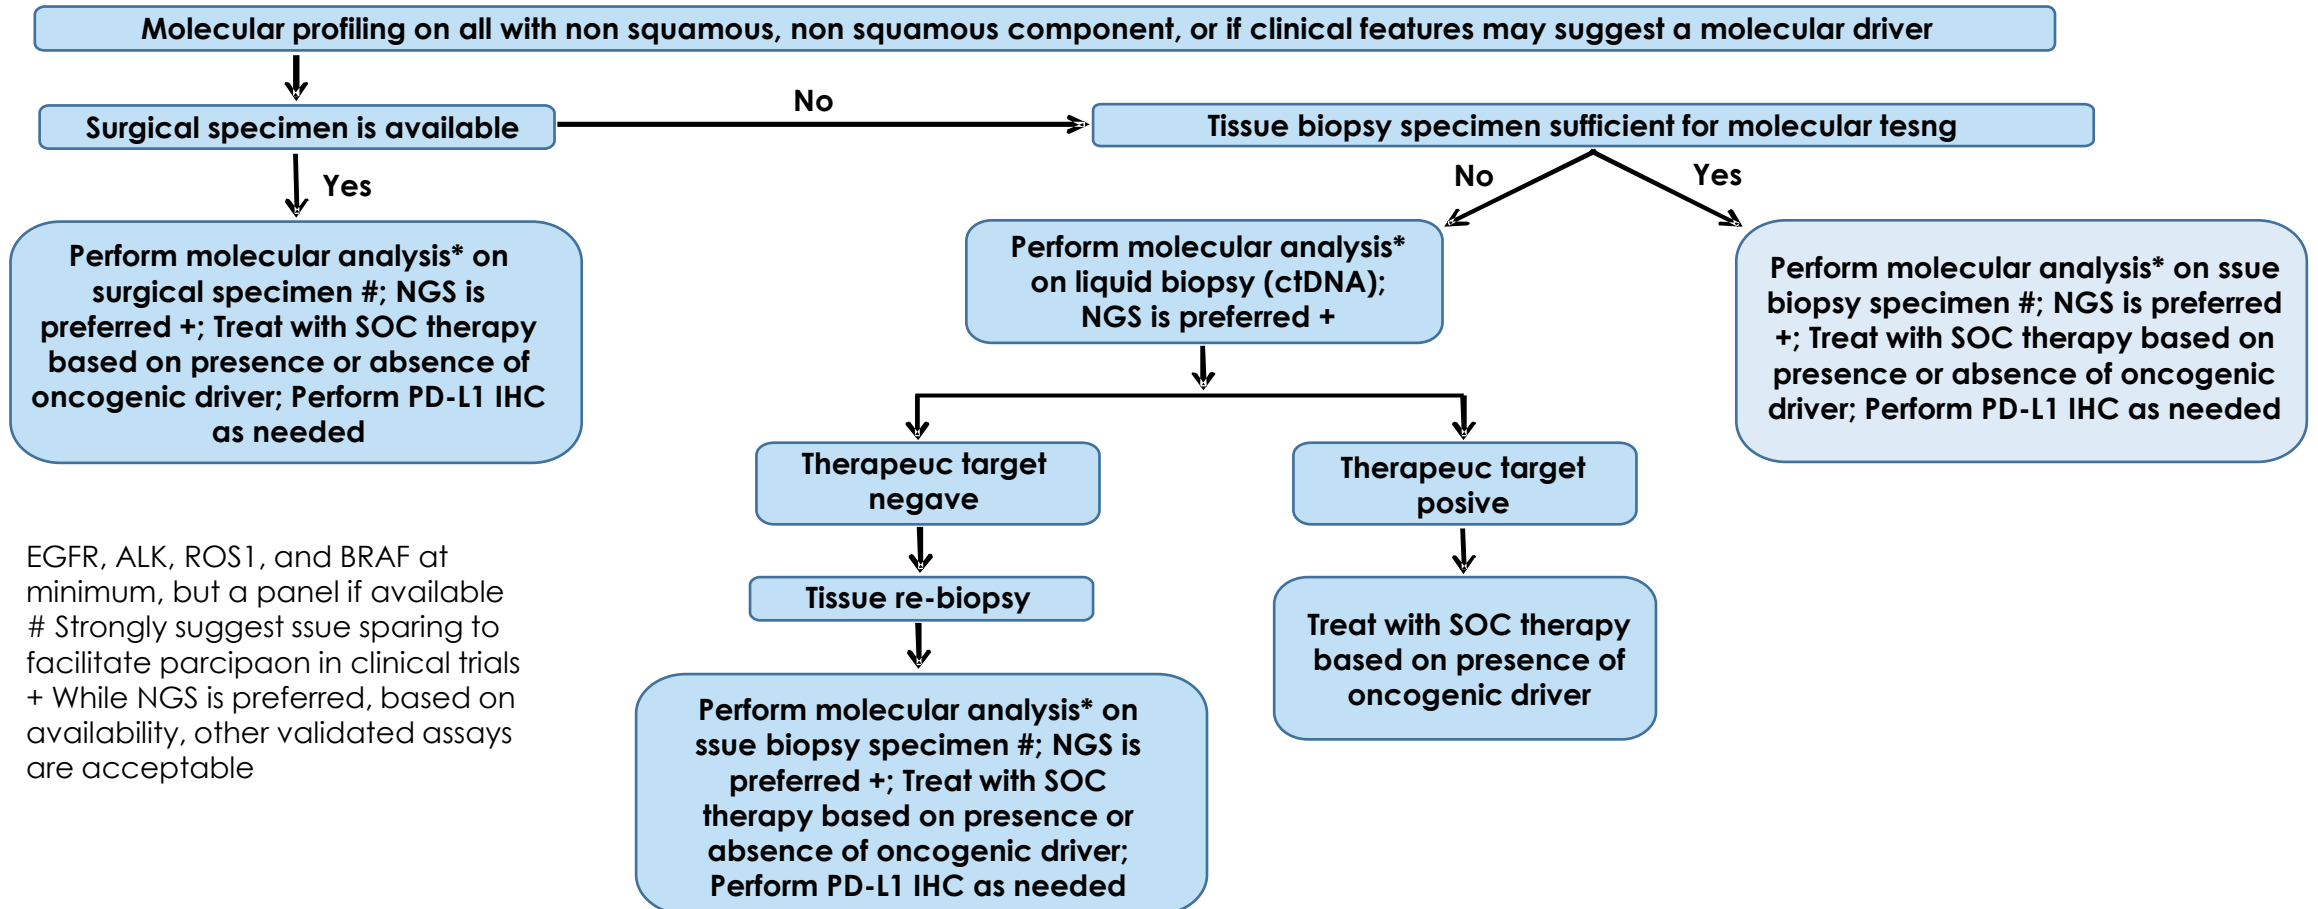 Molecular profiling on all with non squamous, non squamous component, or if clinical features may suggest a molecular driver
Surgical specimen is available
No
Tissue biopsy specimen sufficient for molecular tesng
Yes
No
Yes
Perform molecular analysis* on
surgical specimen #; NGS is
preferred +; Treat with SOC therapy
based on presence or absence of
oncogenic driver; Perform PD-L1 IHC
as needed
Perform molecular analysis*
on liquid biopsy (ctDNA);
NGS is preferred +
Perform molecular analysis* on ssue
biopsy specimen #; NGS is preferred
+; Treat with SOC therapy based on
presence or absence of oncogenic
driver; Perform PD-L1 IHC as needed
Therapeuc target
negave
Therapeuc target
posive
Tissue re-biopsy
Treat with SOC therapy
based on presence of
oncogenic driver
Perform molecular analysis* on
ssue biopsy specimen #; NGS is
preferred +; Treat with SOC
therapy based on presence or
absence of oncogenic driver;
Perform PD-L1 IHC as needed
EGFR, ALK, ROS1, and BRAF at
minimum, but a panel if available
# Strongly suggest ssue sparing to
facilitate parcipaon in clinical trials
+ While NGS is preferred, based on
availability, other validated assays
are acceptable